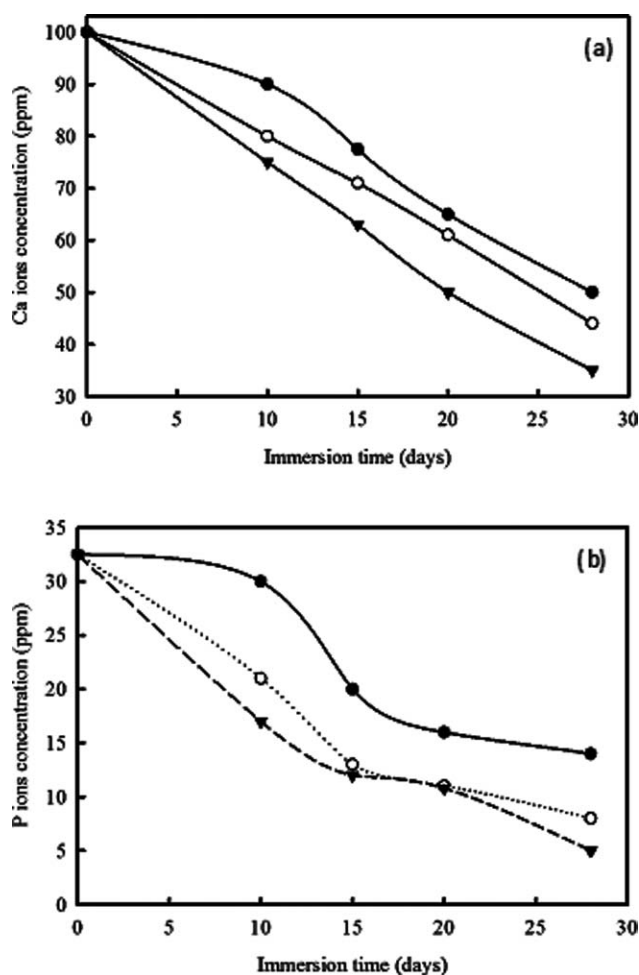 (a)
Ca ions concentration (ppm)
100
90
80
70
60
50
40
30
0 5 10 15 20 25 30
Immersion time (days)
(b)
P ions concentration (ppm)
35
30
25
20
15
10
5
0
0 5 10 15 20 25 30
Immersion time (days)